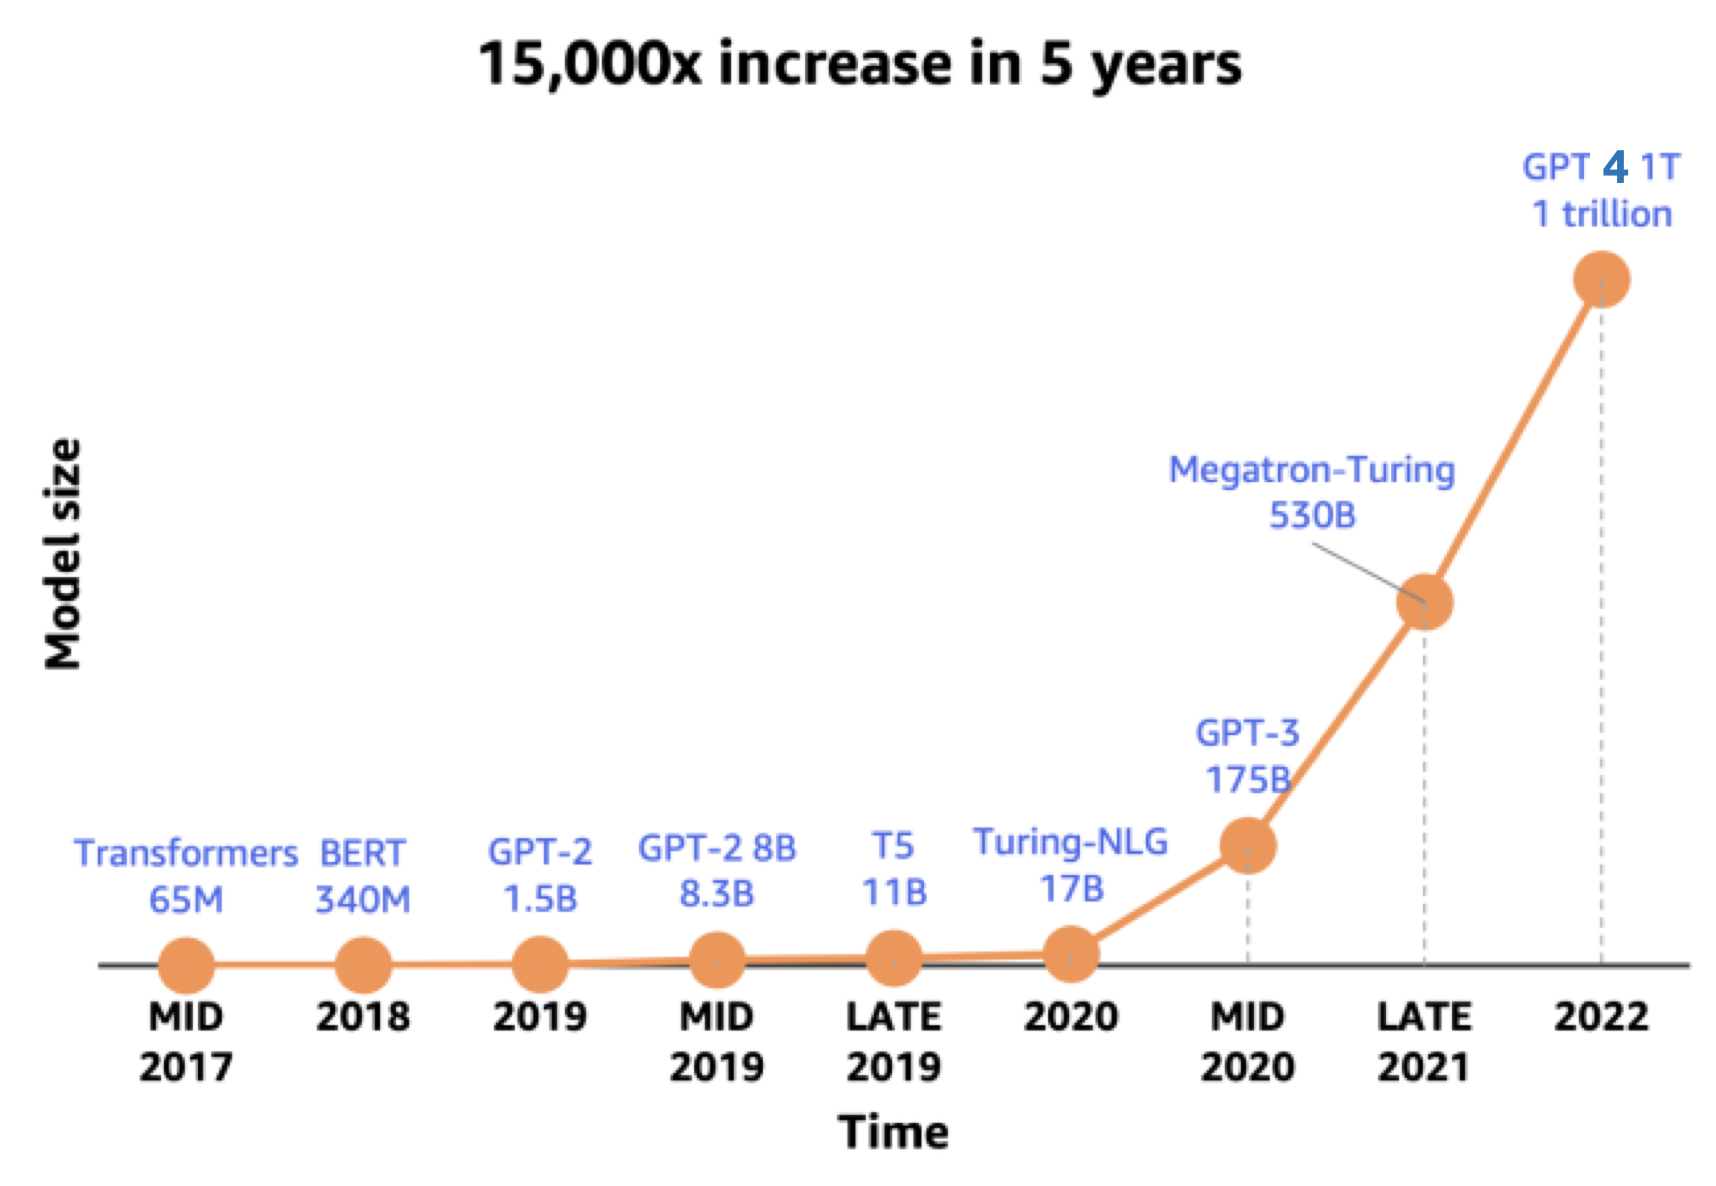 15,000x increase in 5 years
GPT 4 1T
1 trillion
Megatron-Turing
530B
GPT-3
175B
Transformers
65M
BERT
340M
GPT-2
1.5B
GPT-2 8B
8.3B
T5
11B
Turing-NLG
17B
Model size
MID
2017
2018
2019
MID
2019
LATE
2019
2020
MID
2020
LATE
2021
2022
Time